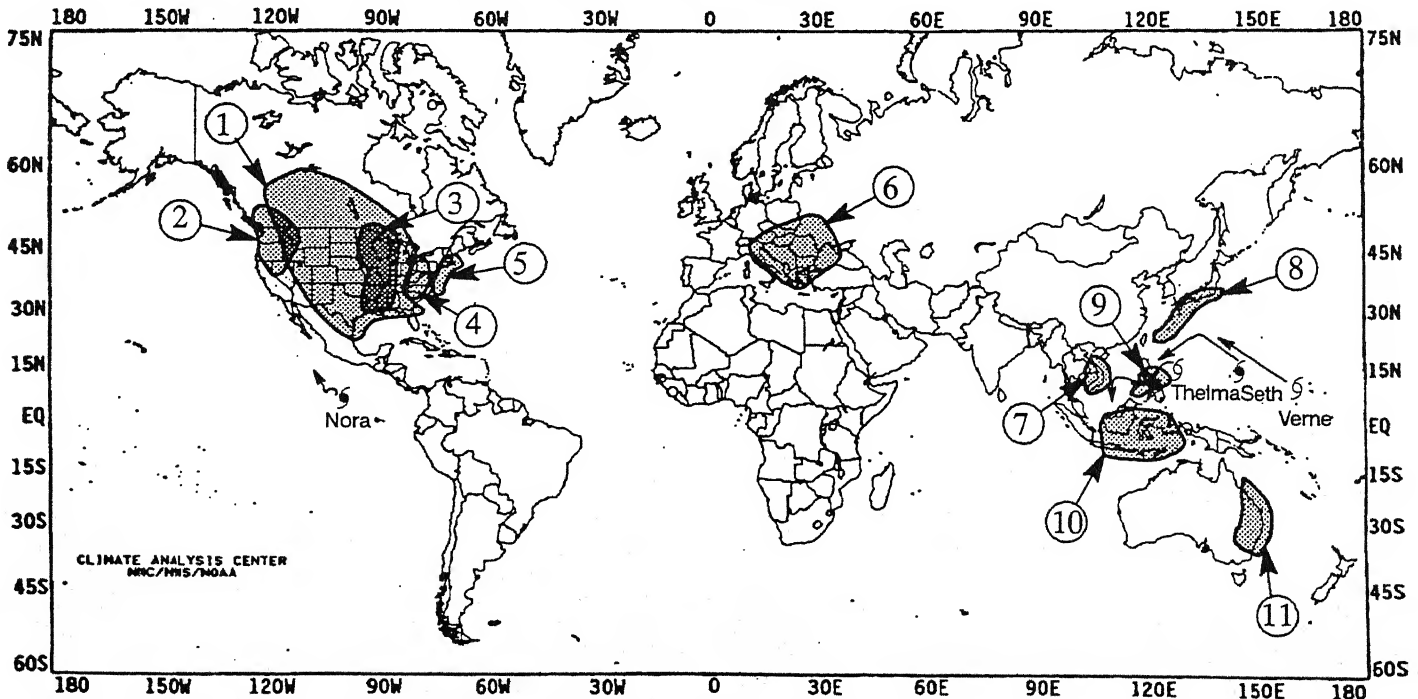 180 150W 120W 90W 60W 30W 0 30E 60E 90E 120E 150E 180
75N 75N
1
60N 60N
2 3 6
45N 45N
5 8
30N 4 9 30N
15N 15N
Nora 7 ThelmaSeth Verne
EQ EQ
15S 15S
30S 10 30S
CLIMATE ANALYSIS CENTER
NMC/NWS/NOAA
45S 45S
11
60S 60S
180 150W 120W 90W 60W 30W 0 30E 60E 90E 120E 150E 180